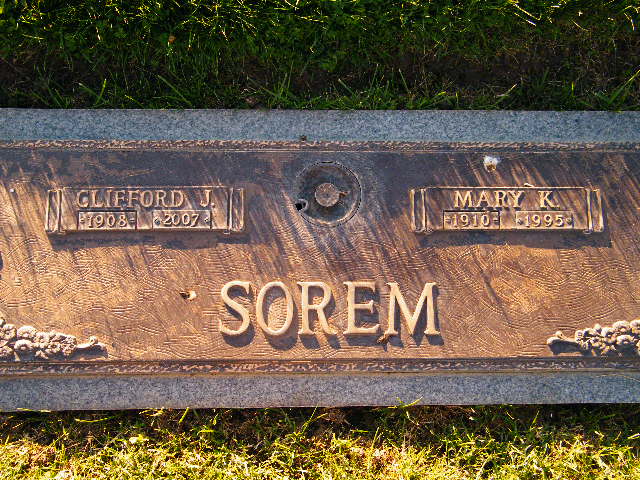 CLIFFORD J.
1908 2007
MARY K.
1910 1995
SOREM